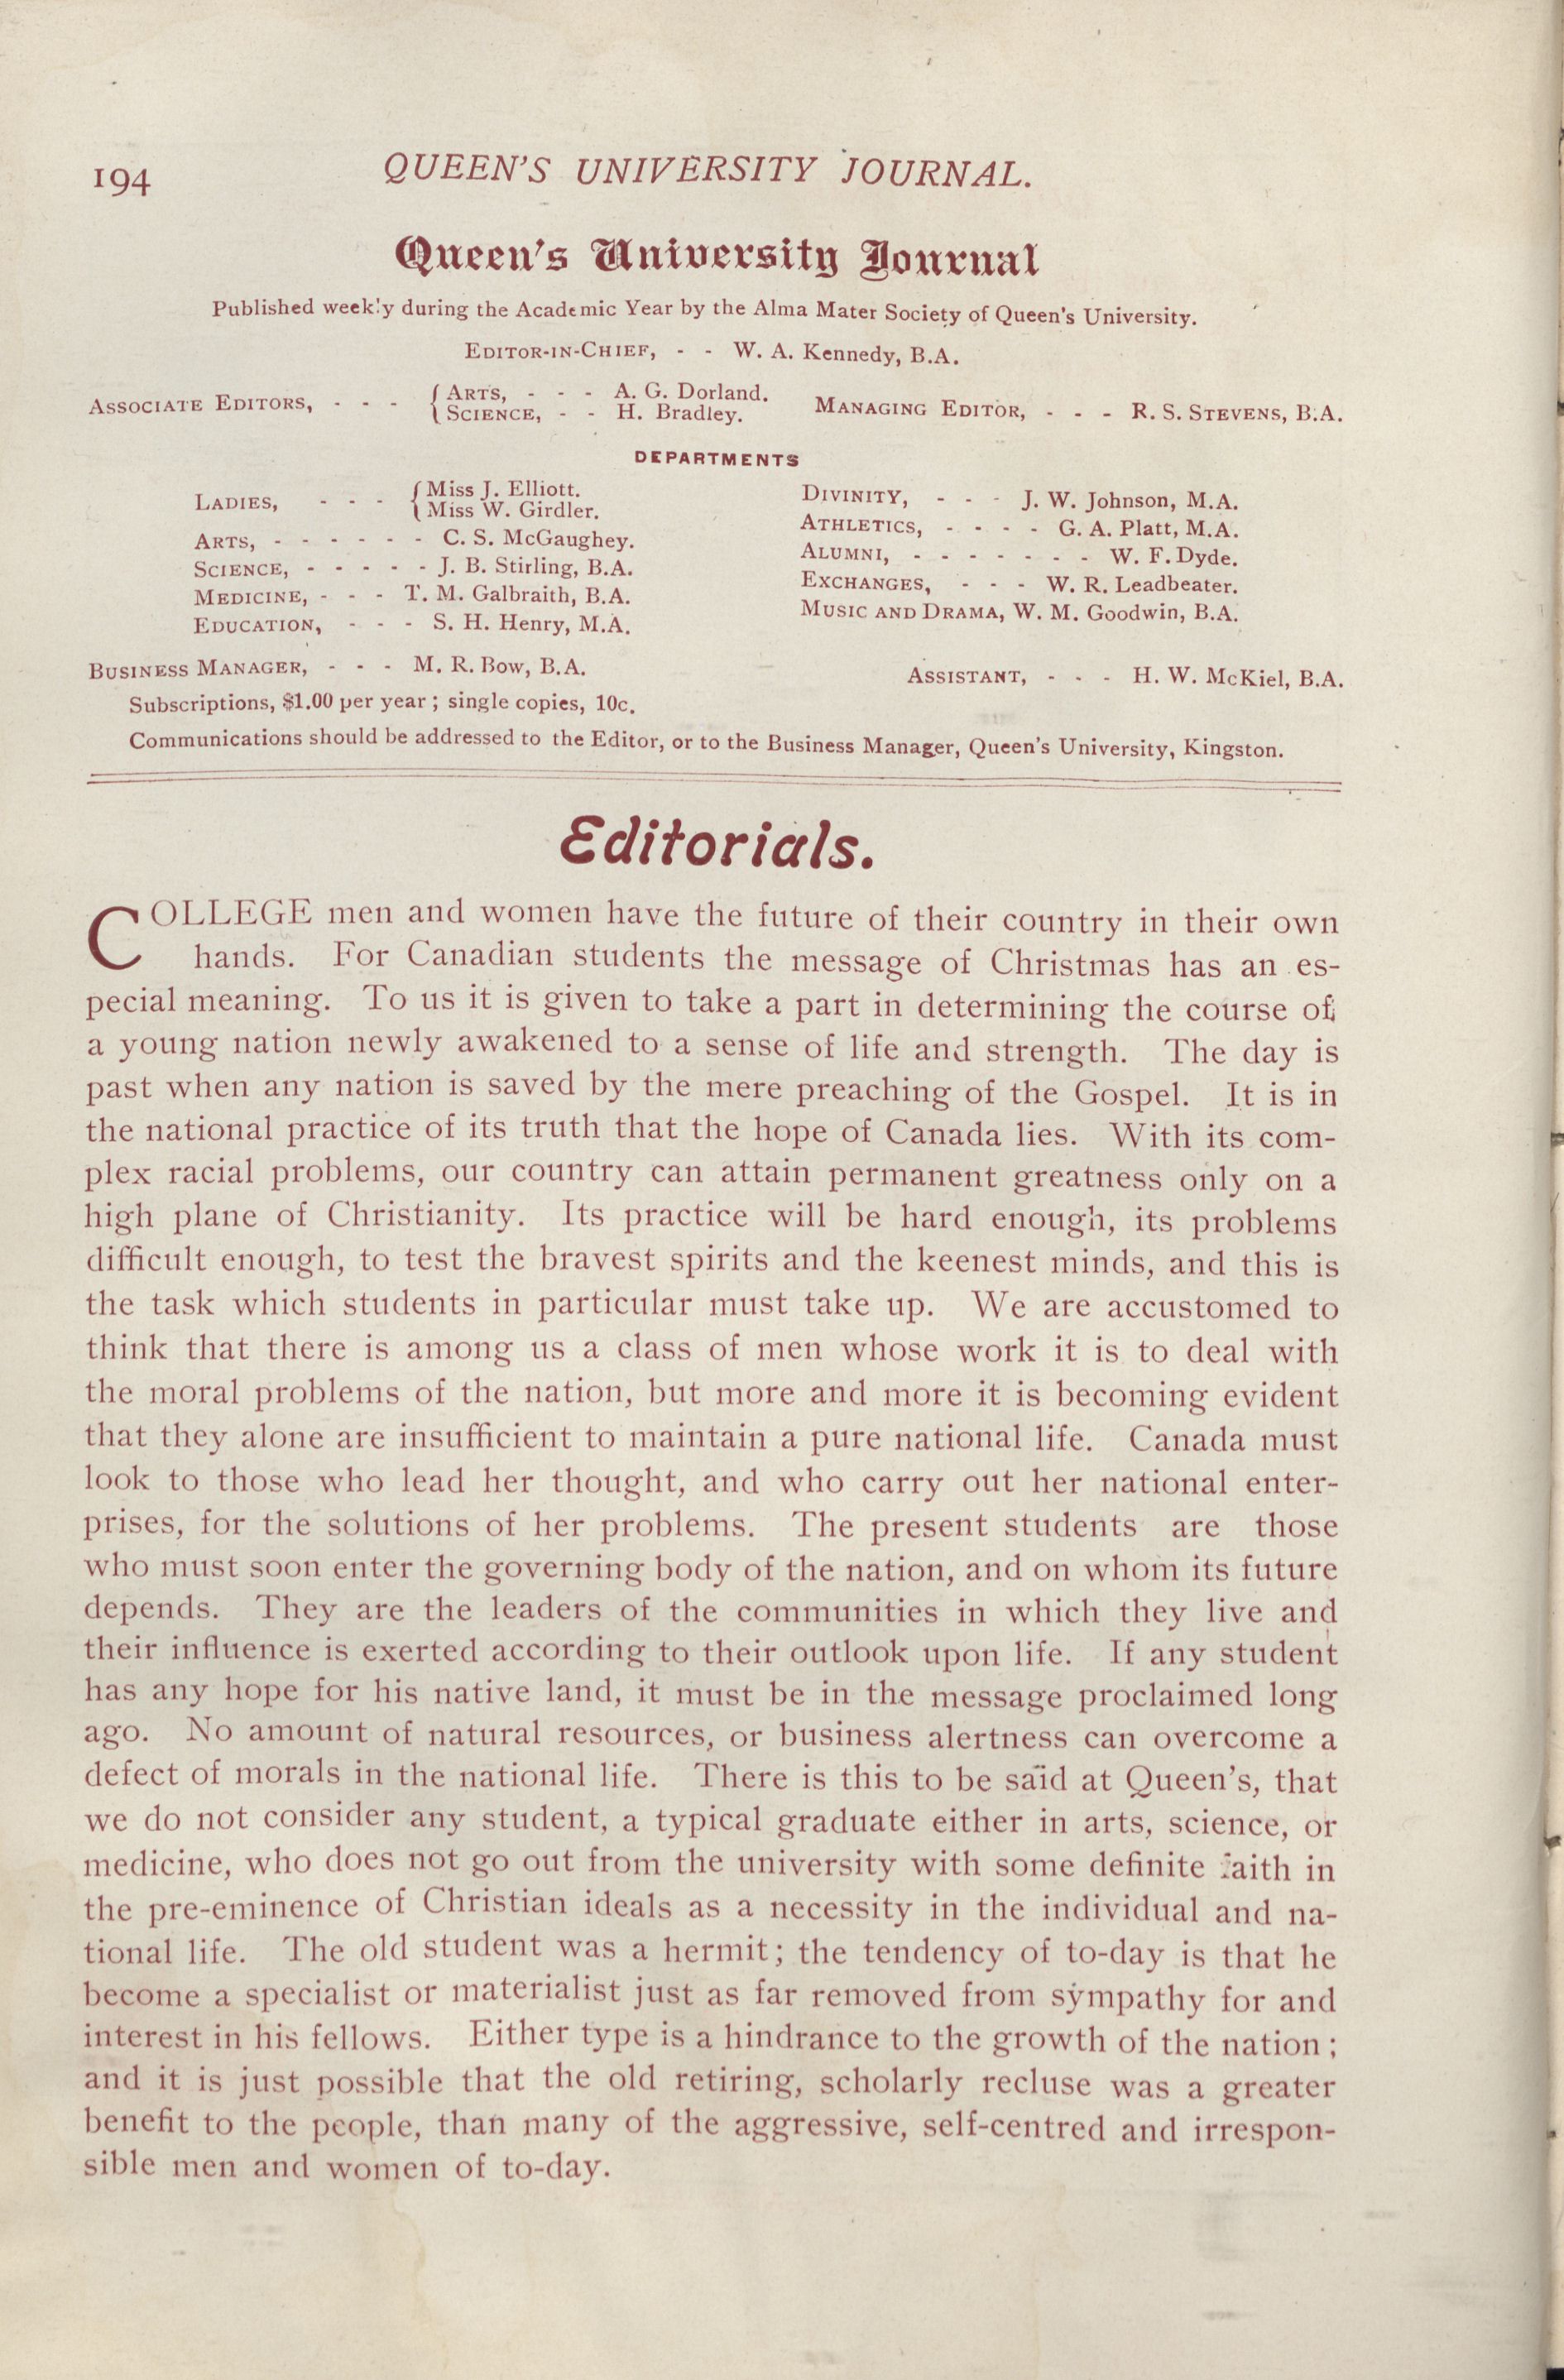 194
QUEEN'S UNIVERSITY JOURNAL.
Queen's University Journal
Published weekly during the Academic Year by the Alma Mater Society of Queen's University.
EDITOR-IN-CHIEF, - - W. A. Kennedy, B.A.
ASSOCIATE EDITORS, - - - { ARTS, - - - A. G. Dorland.
SCIENCE, - - H. Bradley.
MANAGING EDITOR, - - - R. S. STEVENS, B.A.
DEPARTMENTS
LADIES, - - - { Miss J. Elliott.
Miss W. Girdler.
ARTS, - - - - - - C. S. McGaughey.
SCIENCE, - - - - - J. B. Stirling, B.A.
MEDICINE, - - - T. M. Galbraith, B.A.
EDUCATION, - - - S. H. Henry, M.A.
DIVINITY, - - - J. W. Johnson, M.A.
ATHLETICS, - - - - G. A. Platt, M.A.
ALUMNI, - - - - - - - W. F. Dyde.
EXCHANGES, - - - W. R. Leadbeater.
MUSIC AND DRAMA, W. M. Goodwin, B.A.
BUSINESS MANAGER, - - - M. R. Bow, B.A.
ASSISTANT, - - - H. W. McKiel, B.A.
Subscriptions, $1.00 per year; single copies, 10c.
Communications should be addressed to the Editor, or to the Business Manager, Queen's University, Kingston.
Editorials.
COLLEGE men and women have the future of their country in their own
hands. For Canadian students the message of Christmas has an es-
pecial meaning. To us it is given to take a part in determining the course of
a young nation newly awakened to a sense of life and strength. The day is
past when any nation is saved by the mere preaching of the Gospel. It is in
the national practice of its truth that the hope of Canada lies. With its com-
plex racial problems, our country can attain permanent greatness only on a
high plane of Christianity. Its practice will be hard enough, its problems
difficult enough, to test the bravest spirits and the keenest minds, and this is
the task which students in particular must take up. We are accustomed to
think that there is among us a class of men whose work it is to deal with
the moral problems of the nation, but more and more it is becoming evident
that they alone are insufficient to maintain a pure national life. Canada must
look to those who lead her thought, and who carry out her national enter-
prises, for the solutions of her problems. The present students are those
who must soon enter the governing body of the nation, and on whom its future
depends. They are the leaders of the communities in which they live and
their influence is exerted according to their outlook upon life. If any student
has any hope for his native land, it must be in the message proclaimed long
ago. No amount of natural resources, or business alertness can overcome a
defect of morals in the national life. There is this to be said at Queen's, that
we do not consider any student, a typical graduate either in arts, science, or
medicine, who does not go out from the university with some definite faith in
the pre-eminence of Christian ideals as a necessity in the individual and na-
tional life. The old student was a hermit; the tendency of to-day is that he
become a specialist or materialist just as far removed from sympathy for and
interest in his fellows. Either type is a hindrance to the growth of the nation;
and it is just possible that the old retiring, scholarly recluse was a greater
benefit to the people, than many of the aggressive, self-centred and irrespon-
sible men and women of to-day.